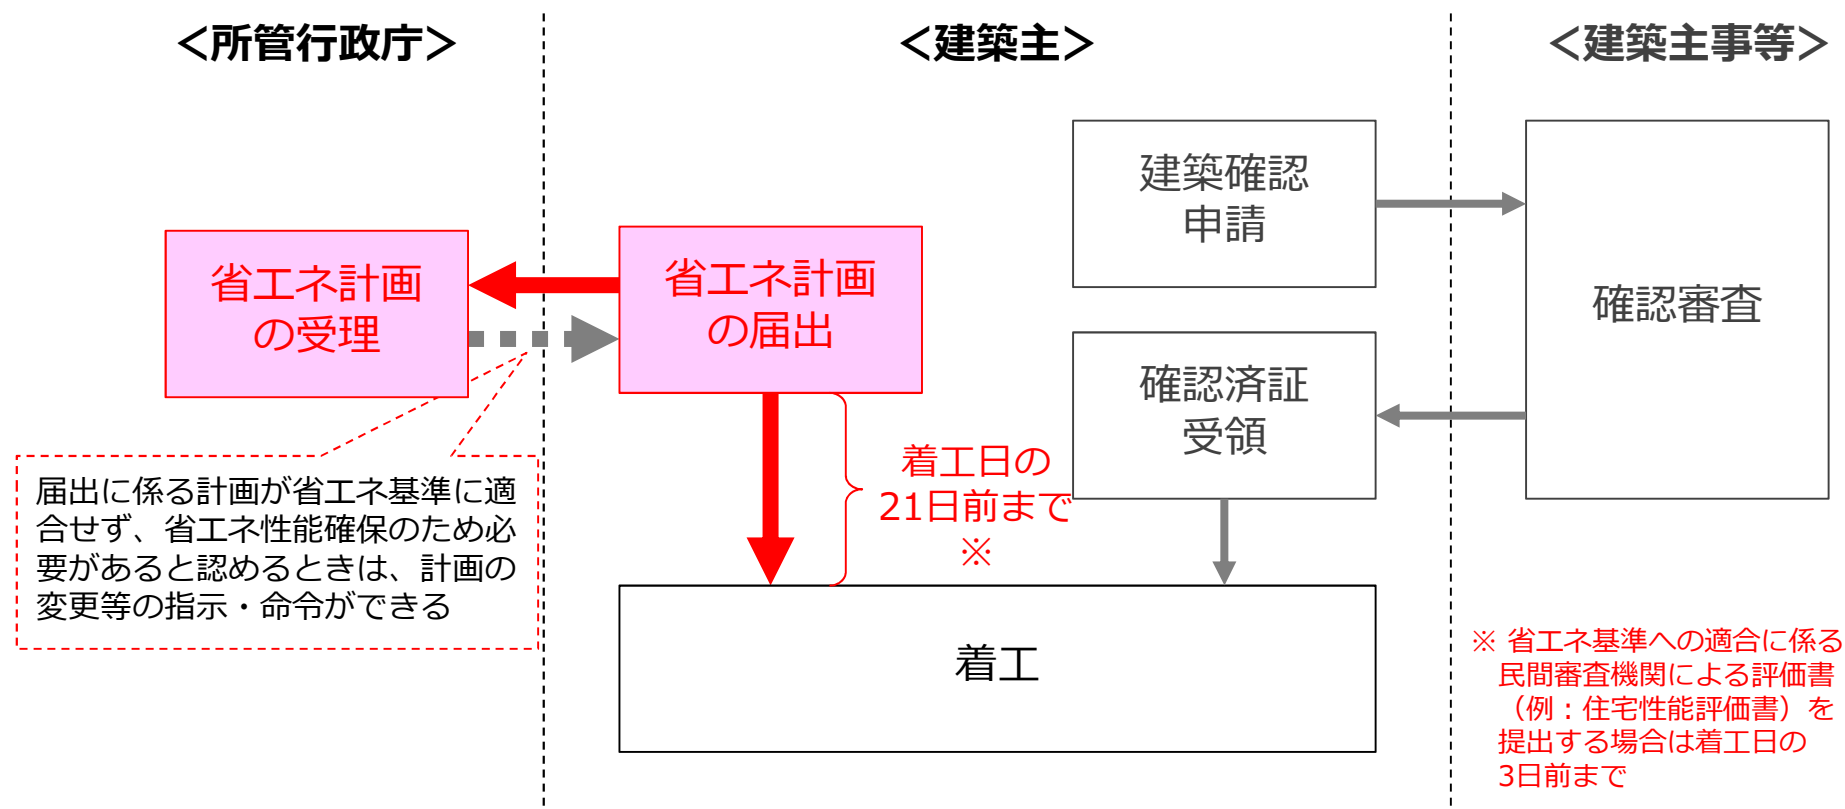 ＜所管行政庁＞
＜建築主＞
＜建築主事等＞
建築確認
申請
確認審査
省エネ計画
の受理
省エネ計画
の届出
確認済証
受領
着工日の
21日前まで
※
届出に係る計画が省エネ基準に適
合せず、省エネ性能確保のため必
要があると認めるときは、計画の
変更等の指示・命令ができる
着工
※ 省エネ基準への適合に係る
民間審査機関による評価書
（例：住宅性能評価書）を
提出する場合は着工日の
3日前まで